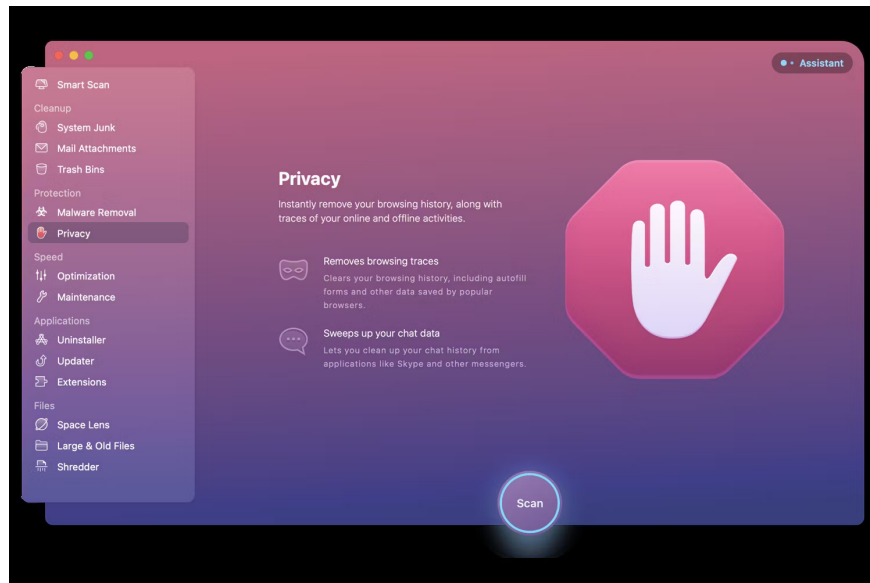 Assistant
Smart Scan
Cleanup
System Junk
Mail Attachments
Trash Bins
Protection
Malware Removal
Privacy
Speed
Optimization
Maintenance
Applications
Uninstaller
Updater
Extensions
Files
Space Lens
Large & Old Files
Shredder
Privacy
Instantly remove your browsing history, along with
traces of your online and offline activities.
Removes browsing traces
Clears your browsing history, including autofill
forms and other data saved by popular
browsers.
Sweeps up your chat data
Lets you clean up your chat history from
applications like Skype and other messengers.
Scan